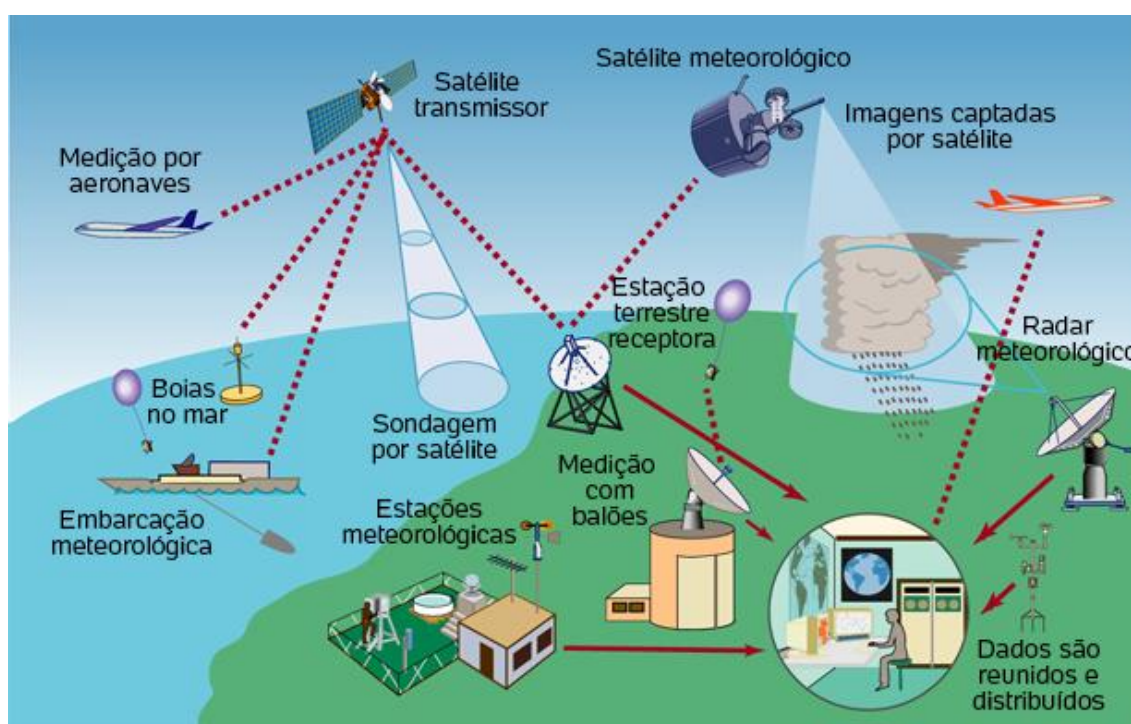 Satélite
transmissor
Satélite meteorológico
Imagens captadas
por satélite
Medição por
aeronaves
Estação
terrestre
receptora
Radar
meteorológico
Boias
no mar
Sondagem
por satélite
Medição
com
balões
Embarcação
meteorológica
Estações
meteorológicas
Dados são
reunidos e
distribuídos